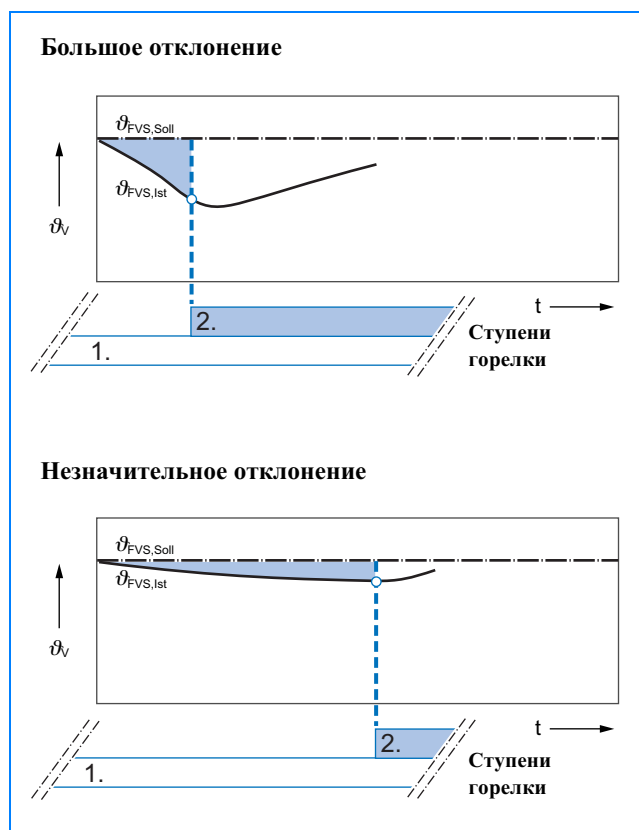 Большое отклонение
ϑFVS,Soll
ϑFVS,Ist
ϑV
t
2.
1.
Ступени
горелки
Незначительное отклонение
ϑFVS,Soll
ϑFVS,Ist
ϑV
t
2.
1.
Ступени
горелки